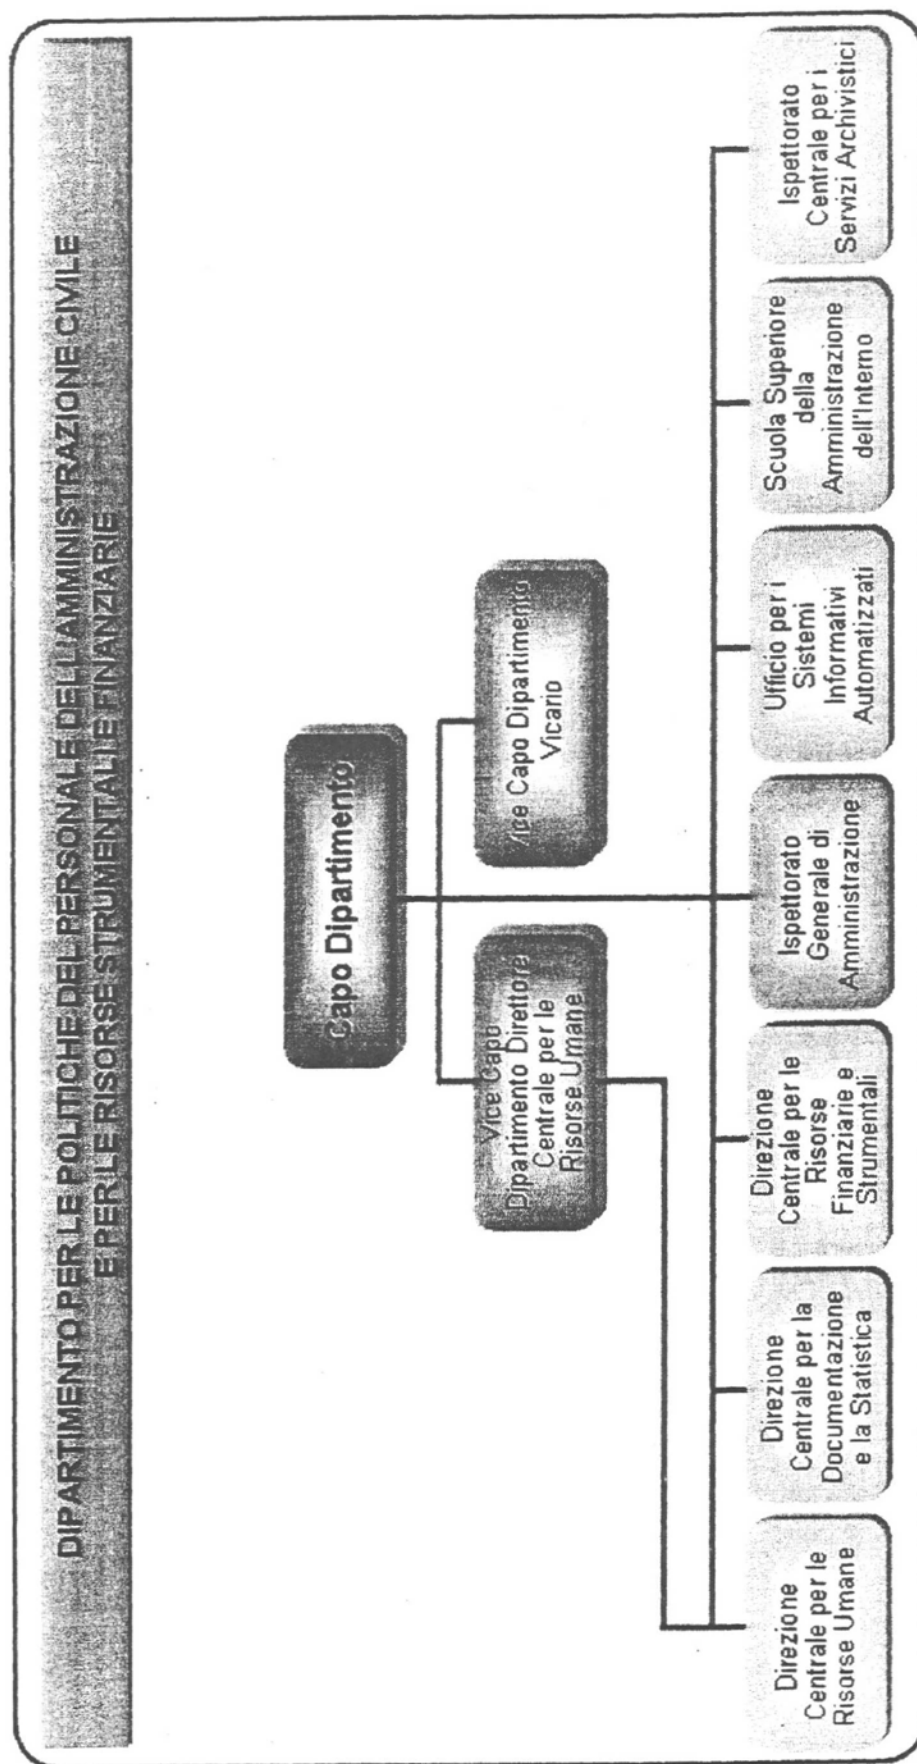 DIPARTIMENTO PER LE POLITICHE DEL PERSONALE DELL'AMMINISTRAZIONE CIVILE
E PER LE RISORSE STRUMENTALI E FINANZIARIE
Capo Dipartimento
Vice Capo
Dipartimento Direttore
Centrale per le
Risorse Umane
Vice Capo Dipartimento
Vicario
Direzione
Centrale per le
Risorse Umane
Direzione
Centrale per la
Documentazione
e la Statistica
Direzione
Centrale per le
Risorse
Finanziarie e
Strumentali
Ispettorato
Generale di
Amministrazione
Ufficio per i
Sistemi
Informativi
Automatizzati
Scuola Superiore
della
Amministrazione
dell'Interno
Ispettorato
Centrale per i
Servizi Archivistici